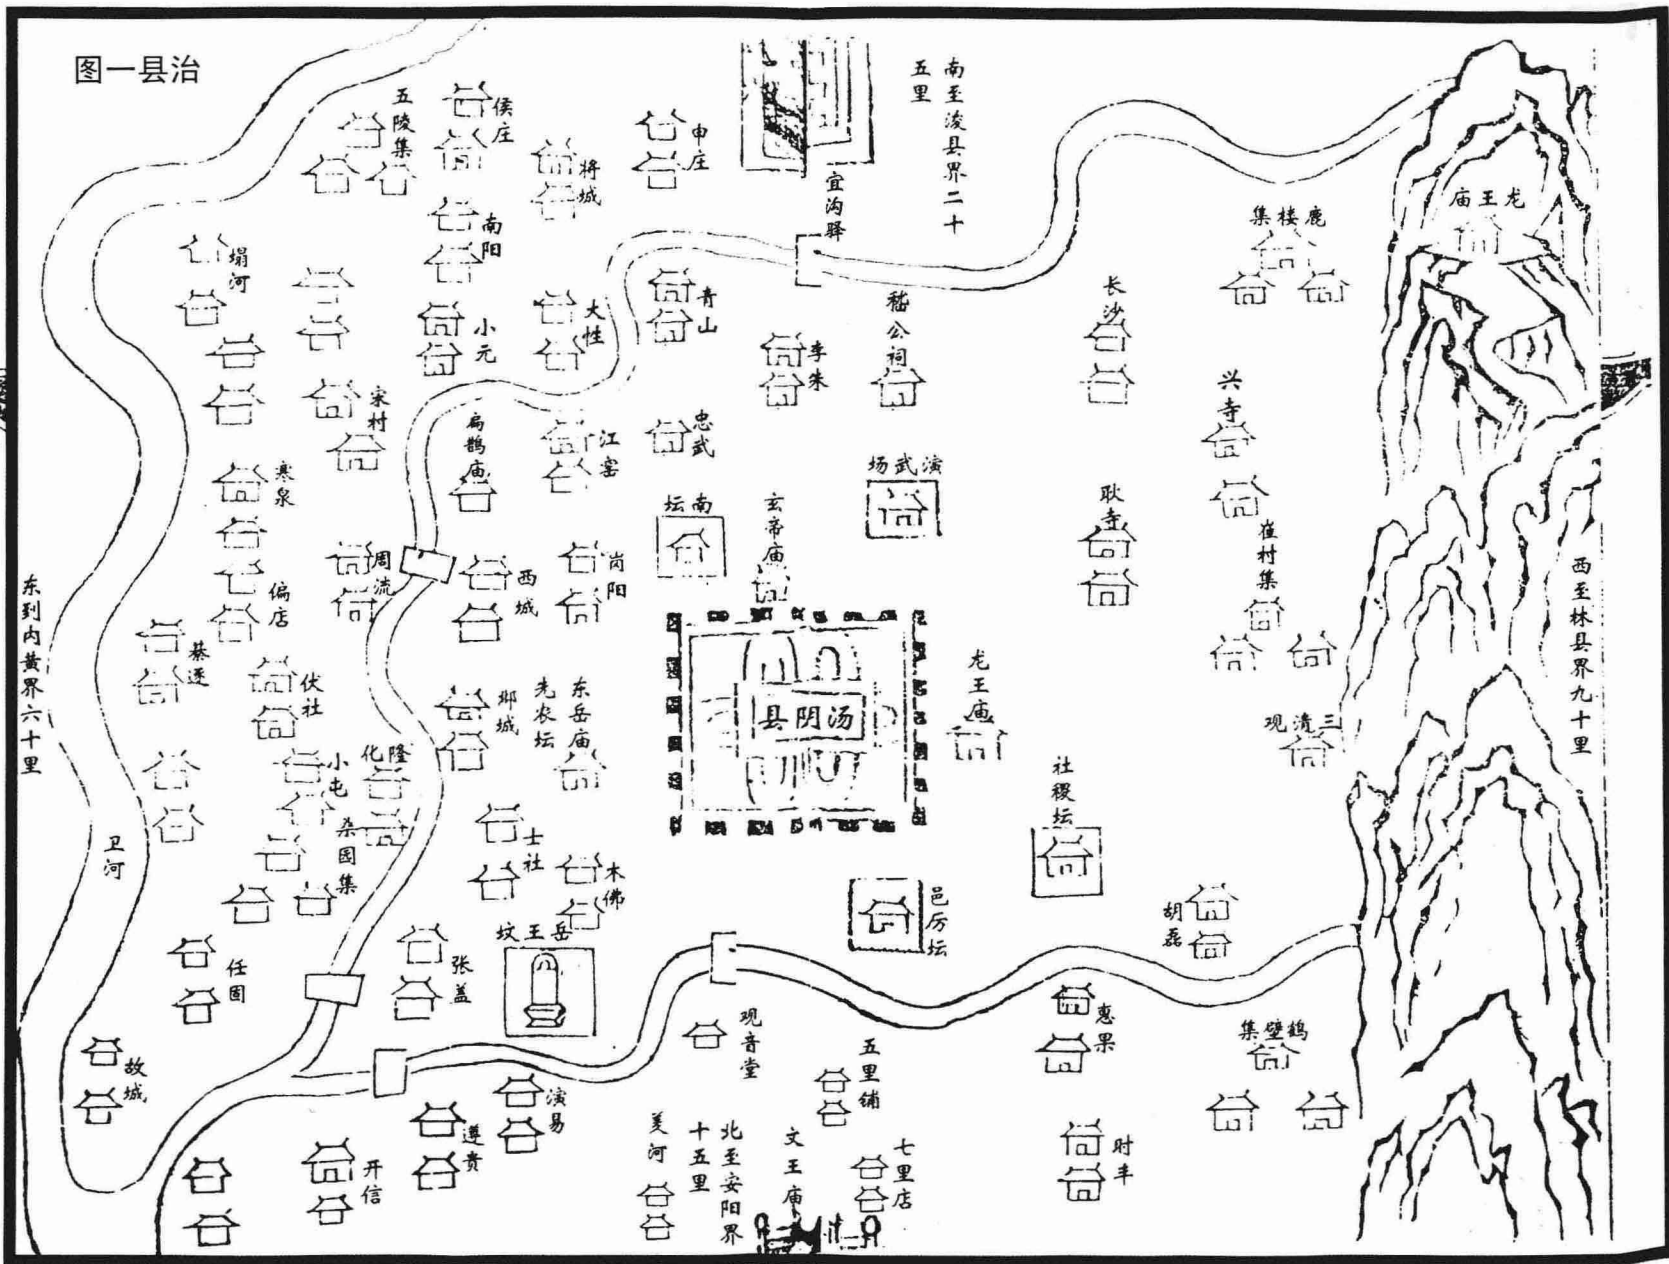 图一县治
五陵集
侯庄
将城
申庄
宜沟驿
南至浚县界二十
五里
龙王庙
鹿楼集
塌河
南阳
小元
大性
青山
李朱
嵇公祠
长沙
兴寺
宋村
扁鹊庙
江窑
忠武
演武场
南坛
玄帝庙
耿寺
崔村集
寒泉
偏店
周流
西城
岗阳
东到内黄界六十里
西至林县界九十里
綦逐
伏社
邶城
先农坛
东岳庙
汤阴县
龙王庙
三清观
小屯
隆化
社稷坛
卫河
染园集
士社
木佛
邑厉坛
胡磊
任固
张盖
岳王坟
观音堂
惠果
鹤壁集
故城
演易
遵贵
五里铺
开信
美河
北至安阳界
十五里
文王庙
七里店
时丰